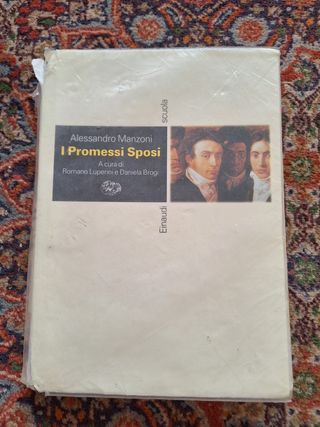 Alessandro Manzoni
I Promessi Sposi
A cura di
Romano Luperini e Daniela Brogi
Einaudi scuola